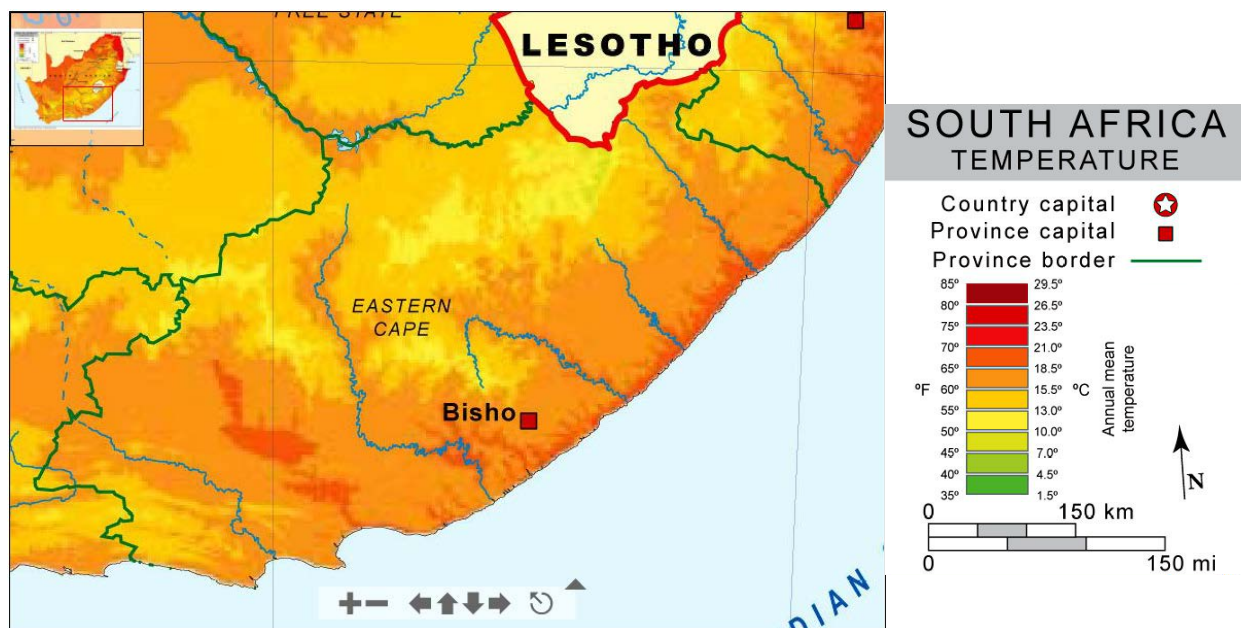 FREE STATE
LESOTHO
EASTERN
CAPE
Bisho
DIAN
SOUTH AFRICA
TEMPERATURE
Country capital
Province capital
Province border
85º 29.5º
80º 26.5º
75º 23.5º
70º 21.0º
65º 18.5º
60º 15.5º
55º 13.0º
50º 10.0º
45º 7.0º
40º 4.5º
35º 1.5º
ºF
ºC
Annual mean
temperature
N
0 150 km
0 150 mi